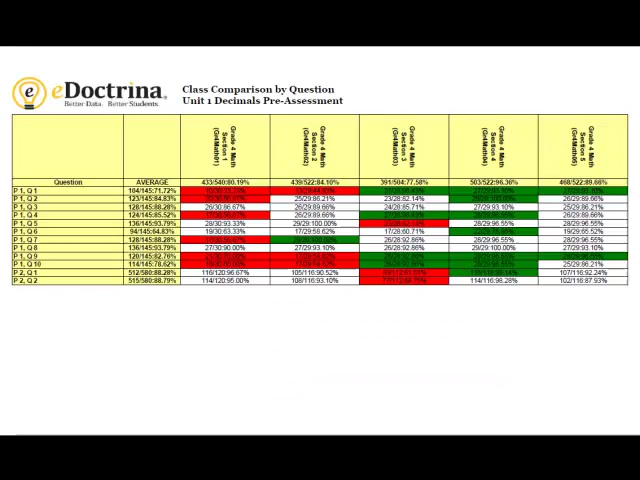 eDoctrina
Better Data. Better Students.
Class Comparison by Question
Unit 1 Decimals Pre-Assessment
Grade 4 Math Section 1 (Gr4Math01)
Grade 4 Math Section 2 (Gr4Math02)
Grade 4 Math Section 3 (Gr4Math03)
Grade 4 Math Section 4 (Gr4Math04)
Grade 4 Math Section 5 (Gr4Math05)
Question AVERAGE 433/540:80.19% 439/522:84.10% 391/504:77.58% 503/522:96.36% 468/522:89.66%
P 1, Q 1 104/145:71.72%
P 1, Q 2 123/145:84.83% 25/29:86.21% 23/28:82.14% 26/29:89.66%
P 1, Q 3 128/145:88.28% 26/30:86.67% 26/29:89.66% 24/28:85.71% 27/29:93.10% 25/29:86.21%
P 1, Q 4 124/145:85.52% 26/29:89.66% 26/29:89.66%
P 1, Q 5 136/145:93.79% 28/30:93.33% 27/29:93.10% 28/29:96.55%
P 1, Q 6 94/145:64.83% 19/30:63.33% 17/29:58.62% 17/28:60.71% 19/29:65.52%
P 1, Q 7 128/145:88.28% 26/28:92.86% 28/29:96.55% 28/29:96.55%
P 1, Q 8 136/145:93.79% 27/30:90.00% 27/29:93.10% 26/28:92.86% 29/29:100.00% 27/29:93.10%
P 1, Q 9 120/145:82.76%
P 1, Q 10 114/145:78.62% 25/29:86.21%
P 2, Q 1 512/580:88.28% 116/120:96.67% 105/116:90.52% 107/116:92.24%
P 2, Q 2 515/580:88.79% 114/120:95.00% 108/116:93.10% 114/116:98.28% 102/116:87.93%